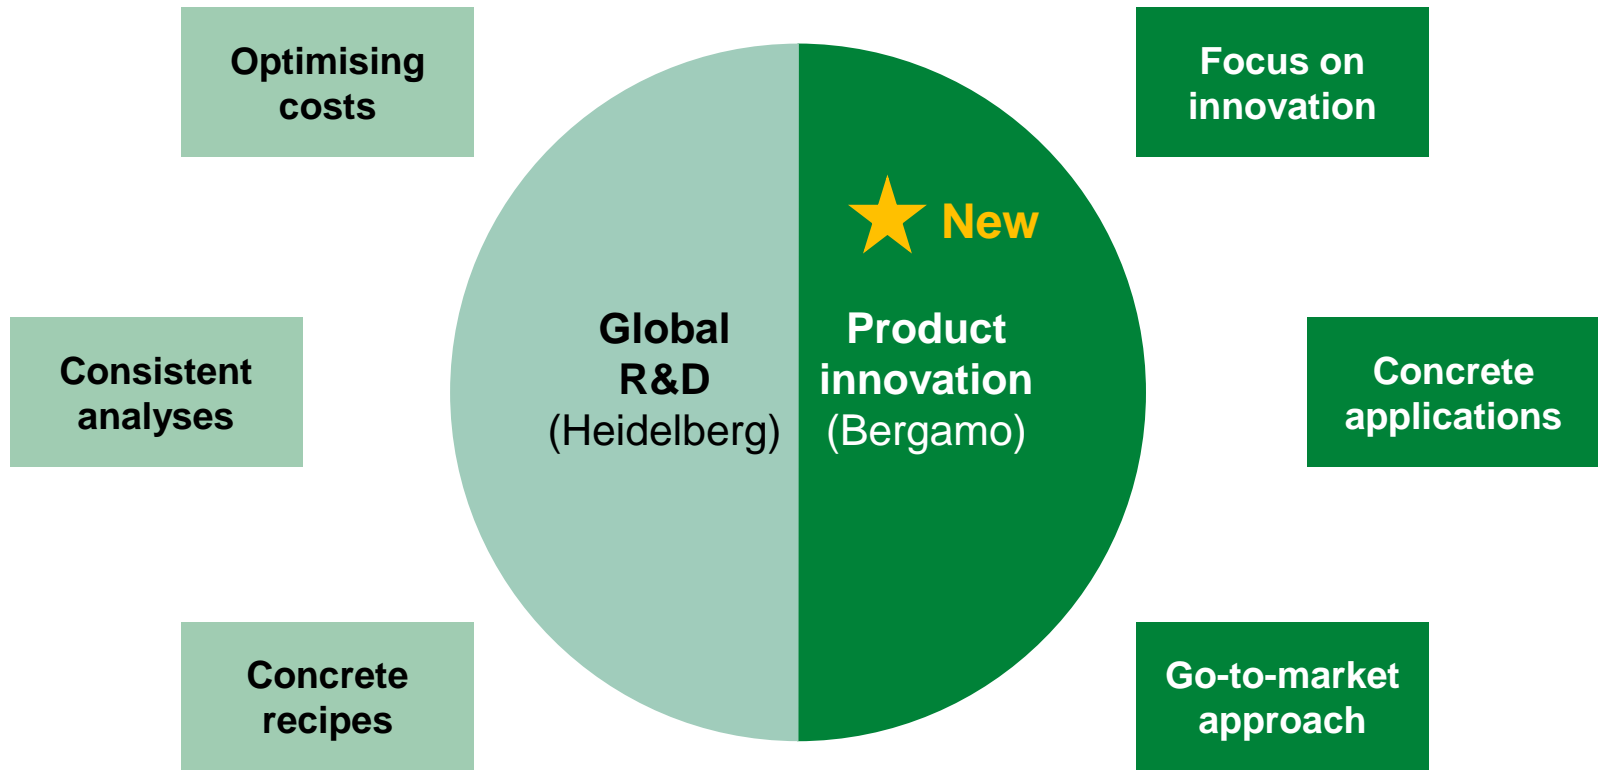 Optimising
costs
Consistent
analyses
Concrete
recipes
Global
R&D
(Heidelberg)
New
Product
innovation
(Bergamo)
Focus on
innovation
Concrete
applications
Go-to-market
approach